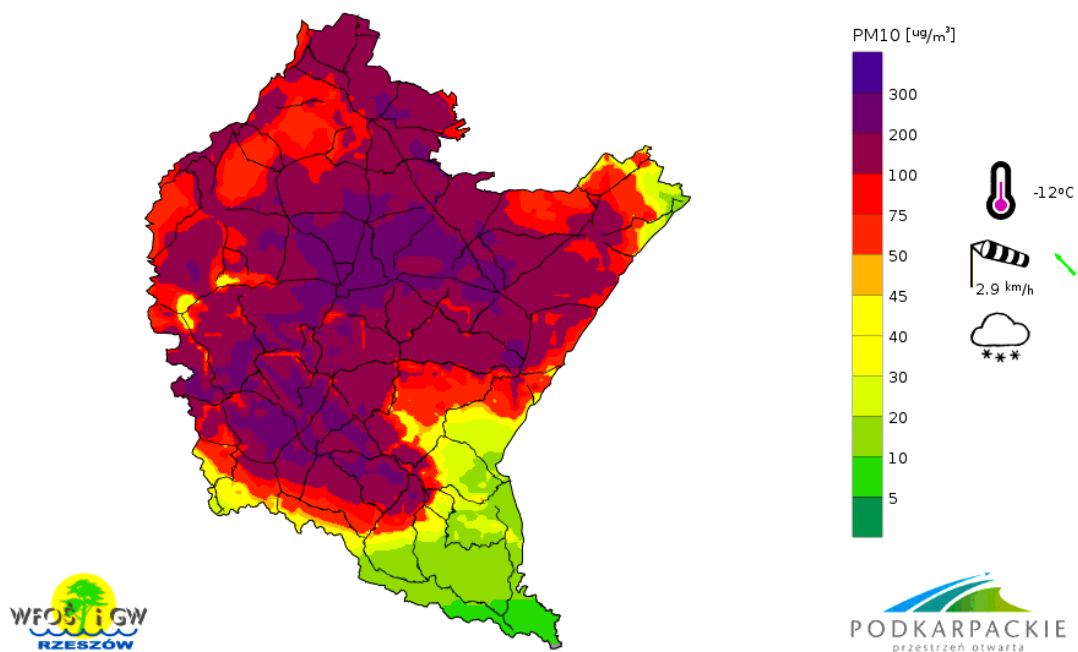 PM10 [ug/m³]
300
200
100
75
50
45
40
30
20
10
5
-12ºC
2.9 km/h
WFOŚ i GW
RZESZÓW
PODKARPACKIE
przestrzeń otwarta